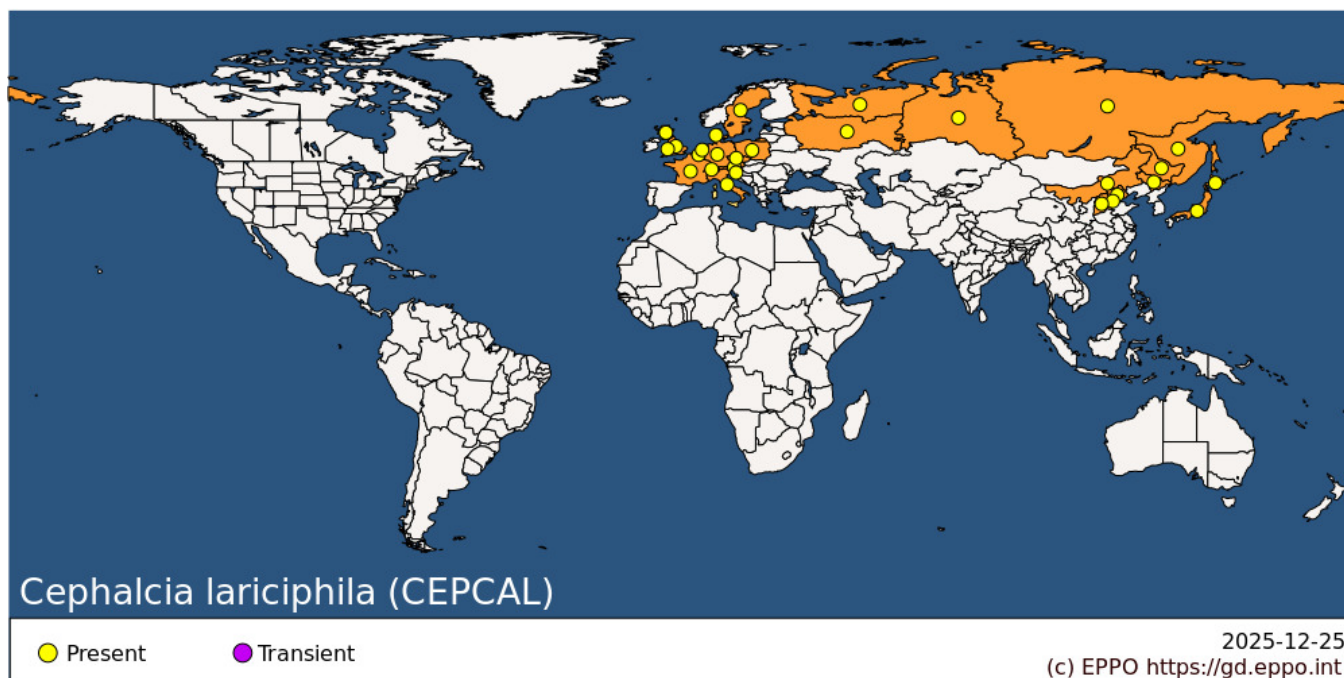 Cephalcia lariciphila (CEPCAL)
Present
Transient
2025-12-25
(c) EPPO https://gd.eppo.int